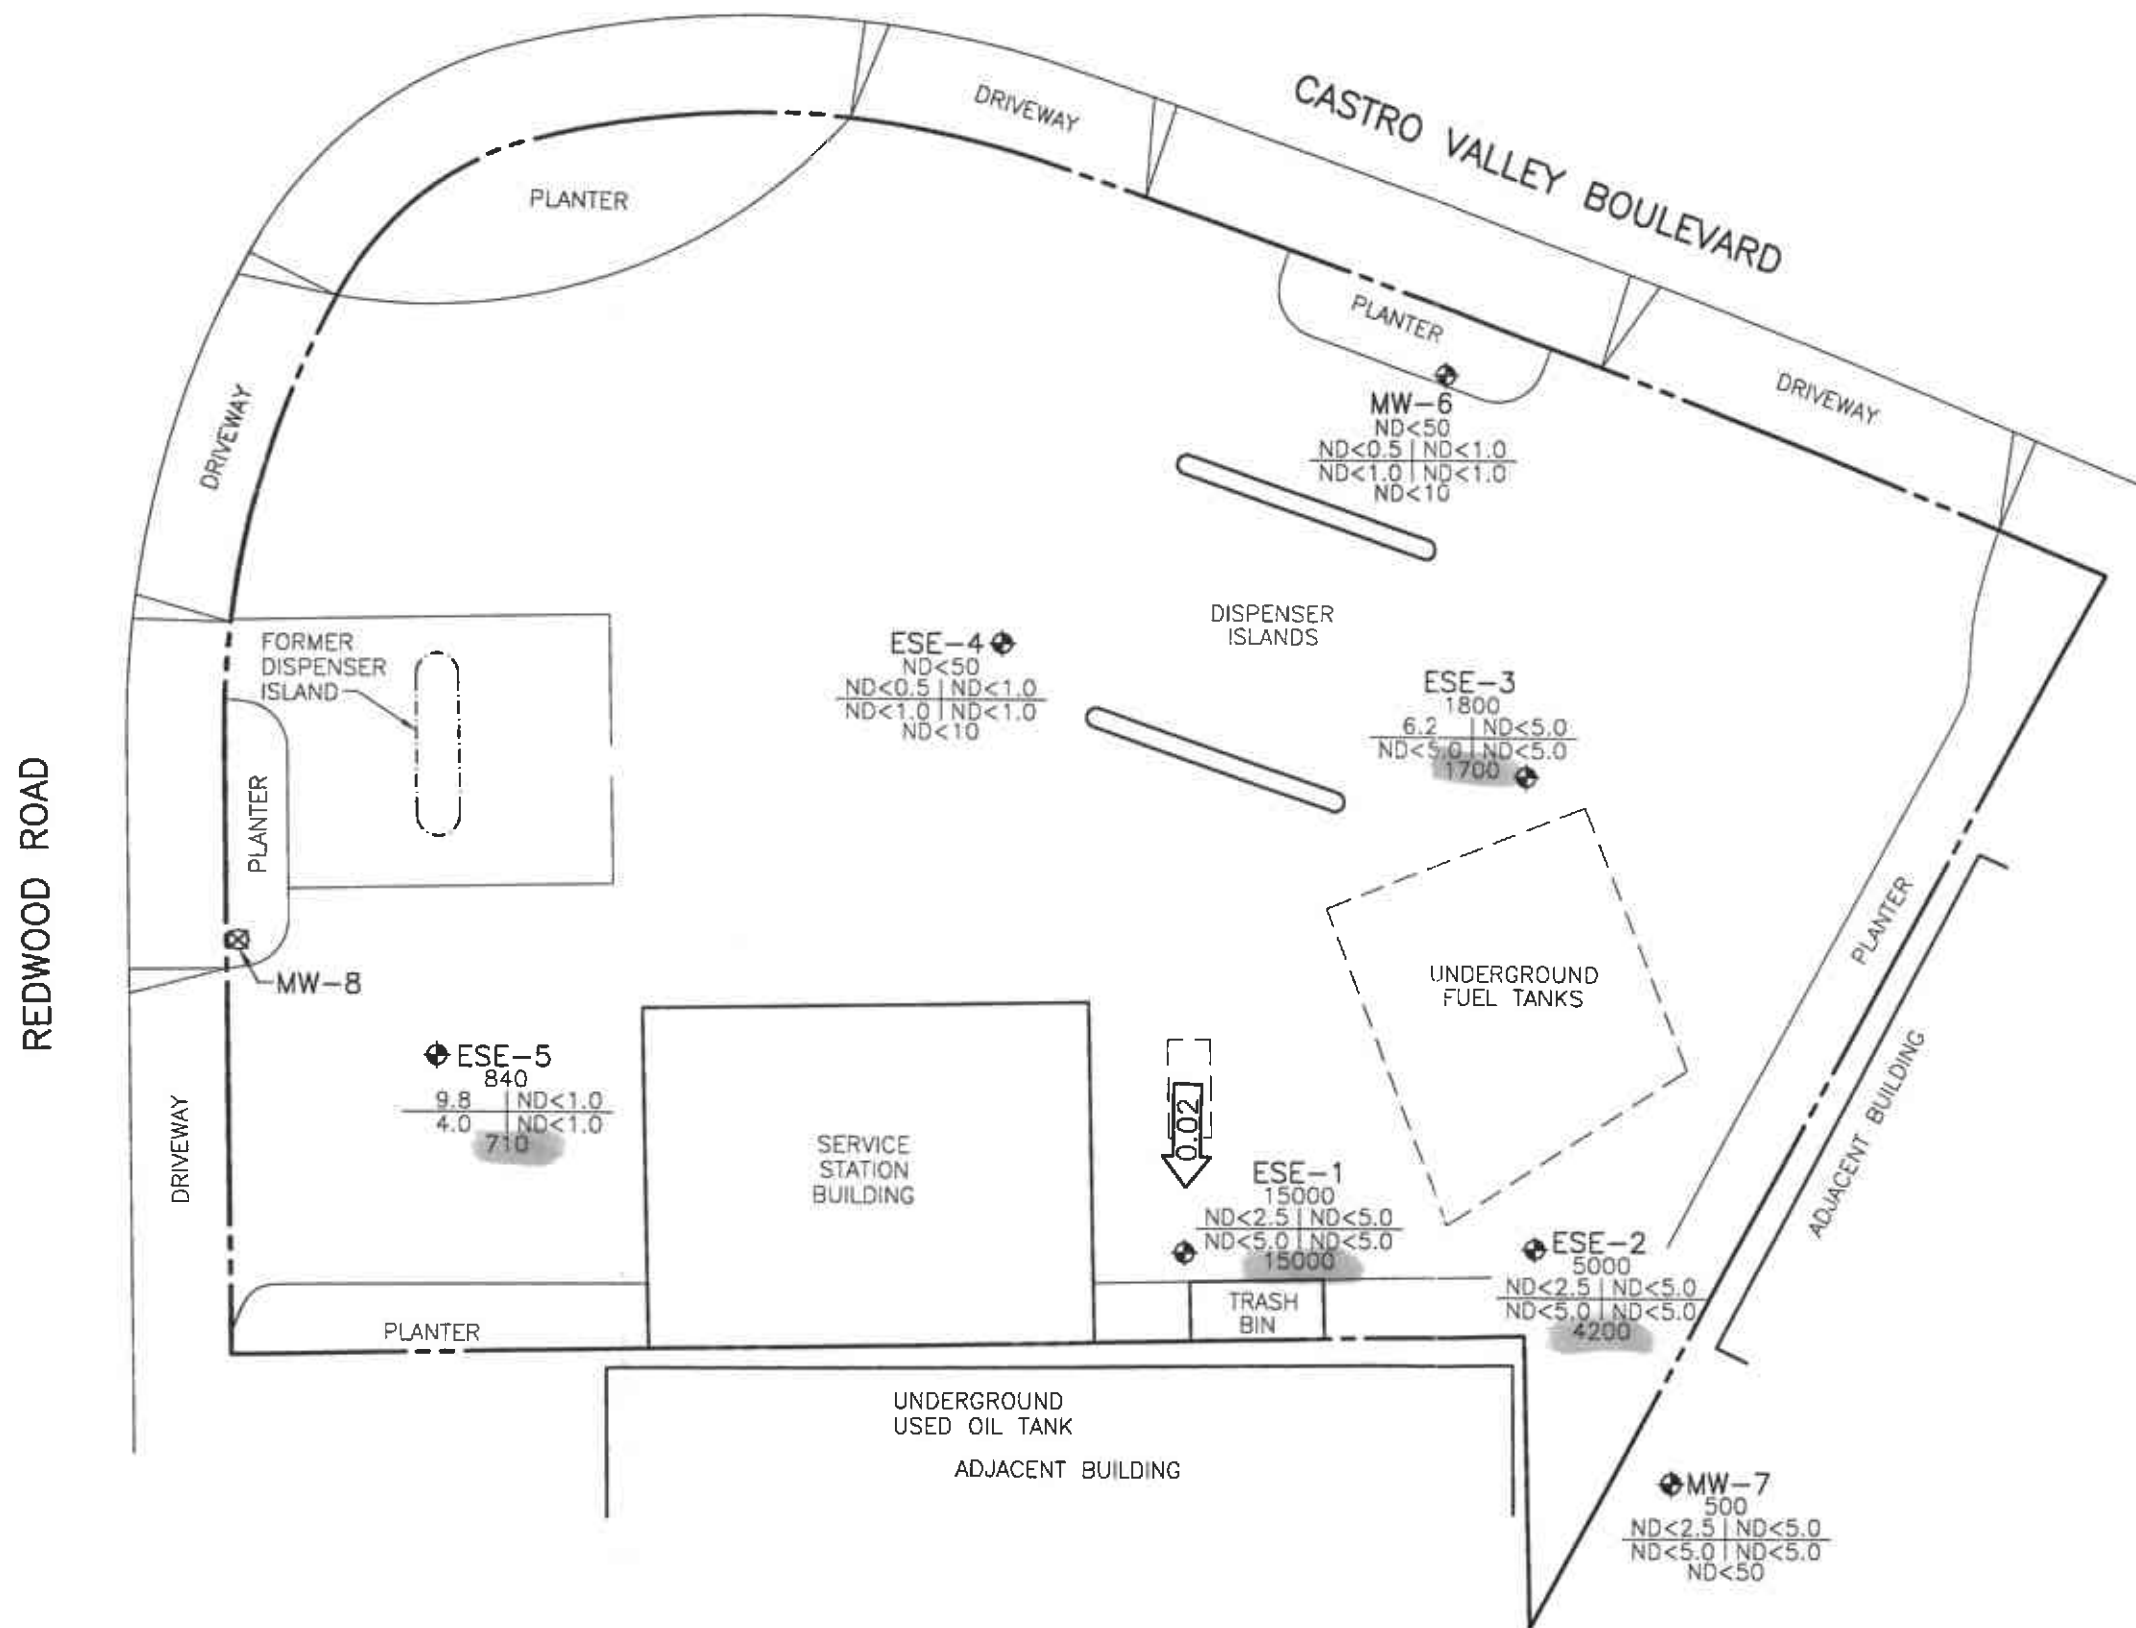 CASTRO VALLEY BOULEVARD
DRIVEWAY
PLANTER
PLANTER
DRIVEWAY
DRIVEWAY
MW-6
ND<50
ND<0.5 | ND<1.0
ND<1.0 | ND<1.0
ND<10
DISPENSER
ISLANDS
FORMER
DISPENSER
ISLAND
ESE-4
ND<50
ND<0.5 | ND<1.0
ND<1.0 | ND<1.0
ND<10
ESE-3
1800
6.2 | ND<5.0
ND<5.0 | ND<5.0
1700
REDWOOD ROAD
PLANTER
MW-8
UNDERGROUND
FUEL TANKS
PLANTER
ADJACENT BUILDING
ESE-5
840
9.8 | ND<1.0
4.0 | ND<1.0
710
DRIVEWAY
SERVICE
STATION
BUILDING
0.02
ESE-1
15000
ND<2.5 | ND<5.0
ND<5.0 | ND<5.0
15000
ESE-2
5000
ND<2.5 | ND<5.0
ND<5.0 | ND<5.0
4200
TRASH
BIN
PLANTER
UNDERGROUND
USED OIL TANK
ADJACENT BUILDING
MW-7
500
ND<2.5 | ND<5.0
ND<5.0 | ND<5.0
ND<50